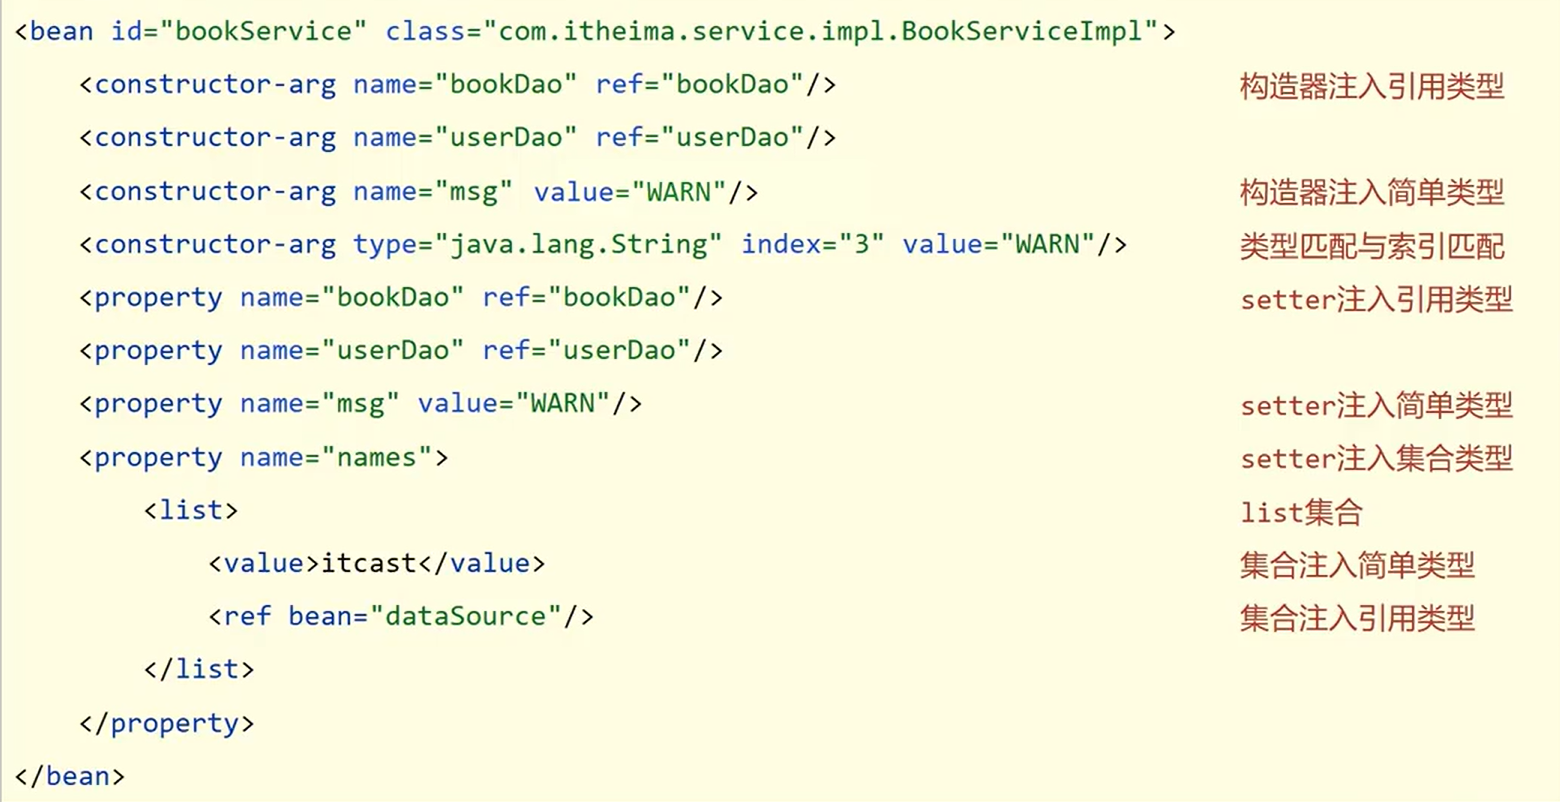 <bean id="bookService" class="com.itheima.service.impl.BookServiceImpl">
<constructor-arg name="bookDao" ref="bookDao"/> 构造器注入引用类型
<constructor-arg name="userDao" ref="userDao"/>
<constructor-arg name="msg" value="WARN"/> 构造器注入简单类型
<constructor-arg type="java.lang.String" index="3" value="WARN"/> 类型匹配与索引匹配
<property name="bookDao" ref="bookDao"/> setter注入引用类型
<property name="userDao" ref="userDao"/>
<property name="msg" value="WARN"/> setter注入简单类型
<property name="names"> setter注入集合类型
<list> list集合
<value>itcast</value> 集合注入简单类型
<ref bean="dataSource"/> 集合注入引用类型
</list>
</property>
</bean>